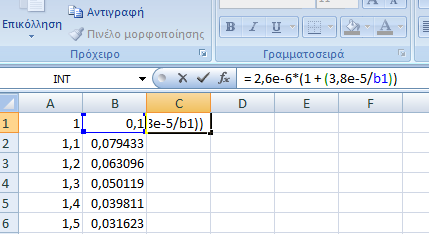 Επικόλληση
Αντιγραφή
Πινέλο μορφοποίησης
Πρόχειρο
Γραμματοσειρά
INT
fx = 2,6e-6*(1 + (3,8e-5/b1))
A B C D E F
1 1 0,1 3e-5/b1))
2 1,1 0,079433
3 1,2 0,063096
4 1,3 0,050119
5 1,4 0,039811
6 1,5 0,031623